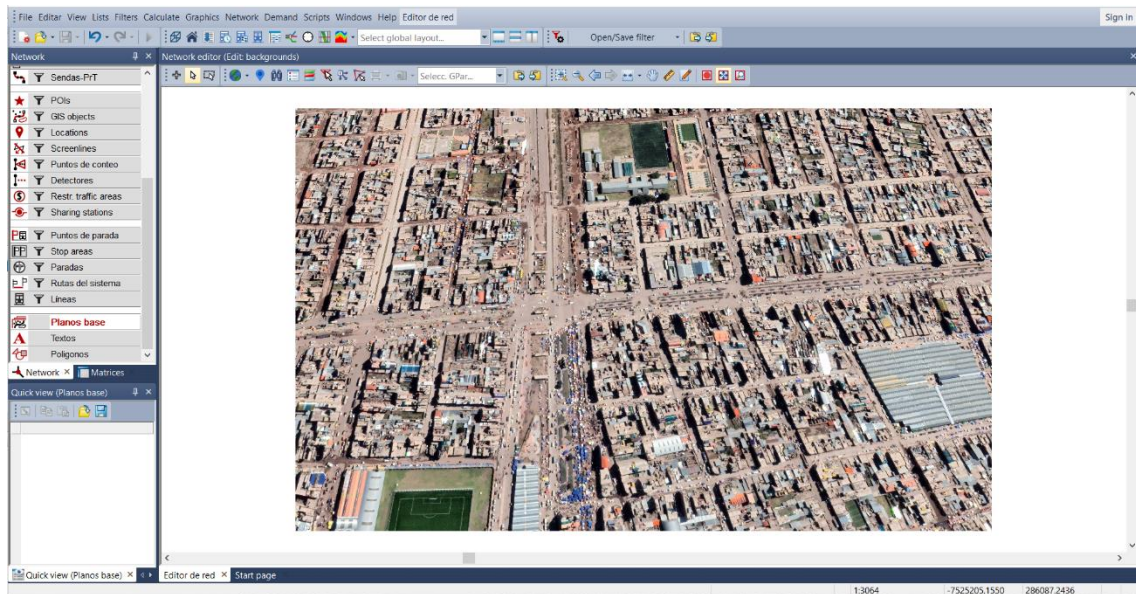 File Editar View Lists Filters Calculate Graphics Network Demand Scripts Windows Help Editor de red Sign In
Select global layout... Open/Save filter
Network
Network editor (Edit: backgrounds)
Selecc. GPar...
Sendas-PrT
POIs
GIS objects
Locations
Screenlines
Puntos de conteo
Detectores
Restr. traffic areas
Sharing stations
Puntos de parada
Stop areas
Paradas
Rutas del sistema
Líneas
Planos base
Textos
Polígonos
Network Matrices
Quick view (Planos base)
Quick view (Planos base) Editor de red Start page
1:3064 -7525205.1550 286087.2436